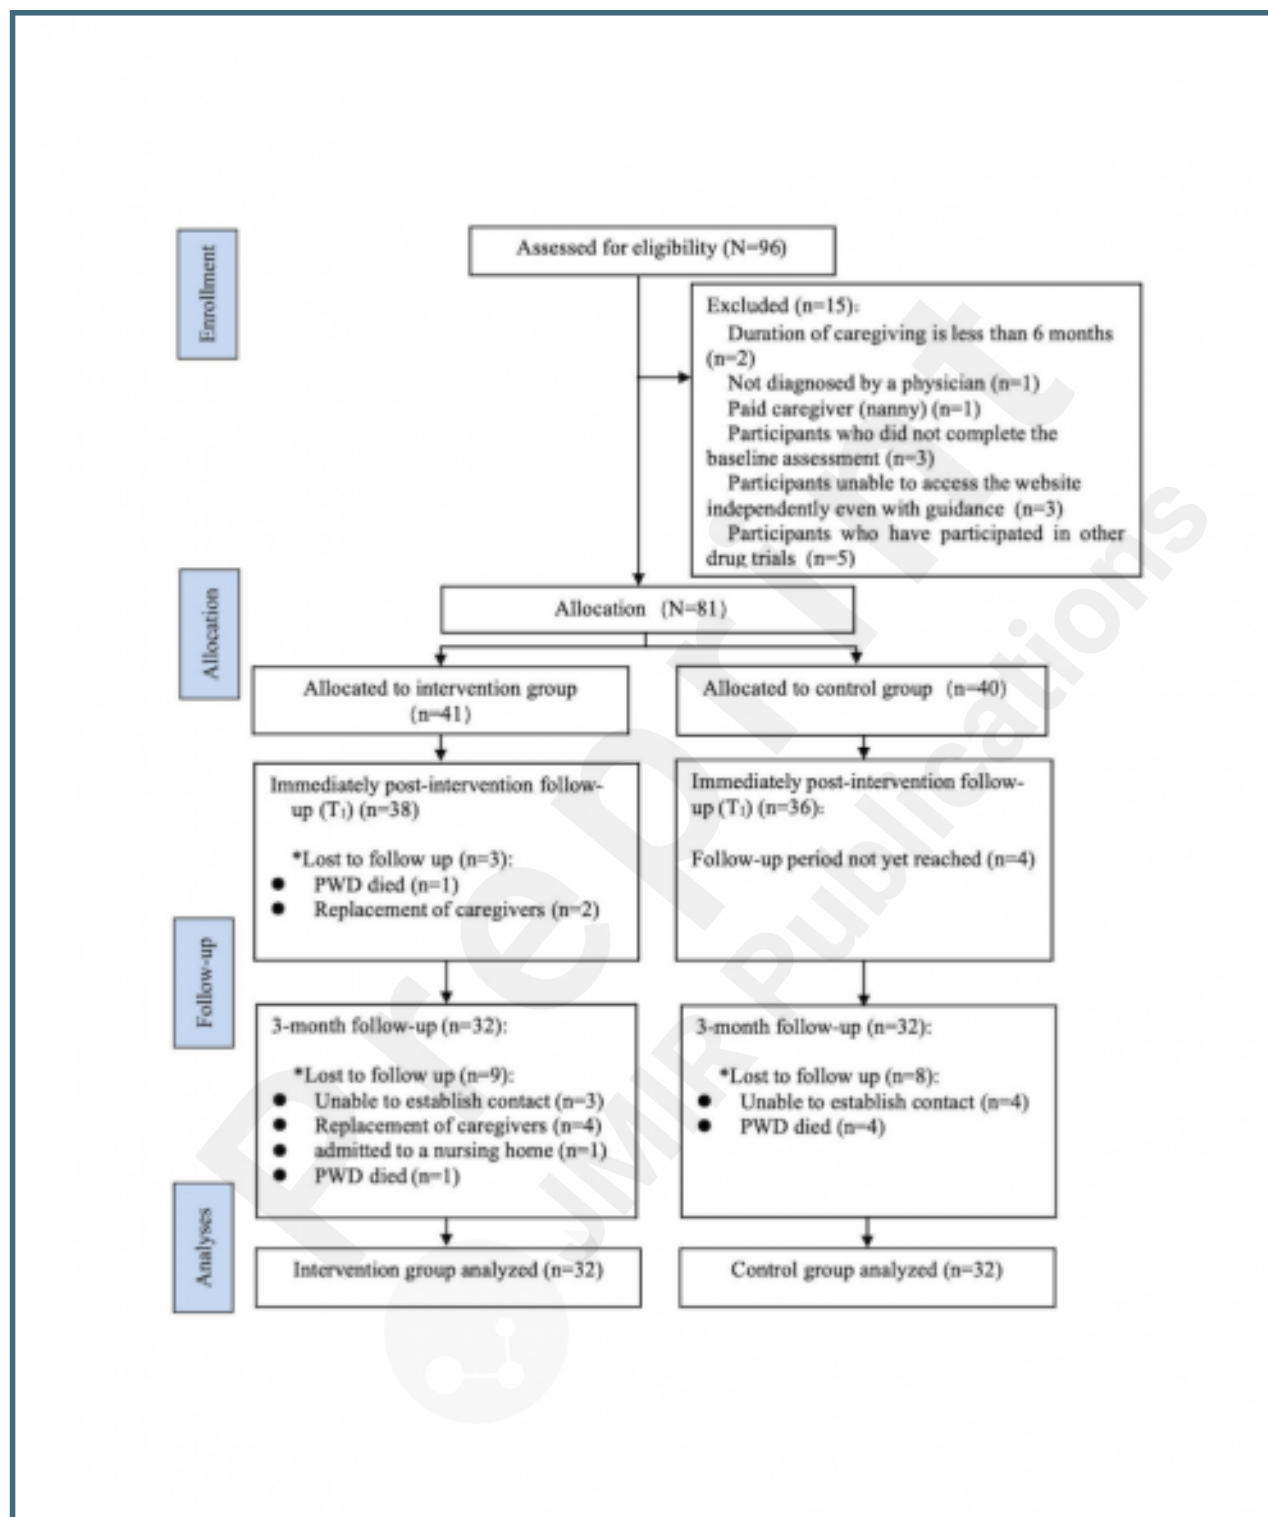 Enrollment
Assessed for eligibility (N=96)
Excluded (n=15):
Duration of caregiving is less than 6 months
(n=2)
Not diagnosed by a physician (n=1)
Paid caregiver (nanny) (n=1)
Participants who did not complete the
baseline assessment (n=3)
Participants unable to access the website
independently even with guidance (n=3)
Participants who have participated in other
drug trials (n=5)
Allocation
Allocation (N=81)
Allocated to intervention group
(n=41)
Allocated to control group (n=40)
Immediately post-intervention follow-
up (T₁) (n=38)
*Lost to follow up (n=3):
● PWD died (n=1)
● Replacement of caregivers (n=2)
Immediately post-intervention follow-
up (T₁) (n=36):
Follow-up period not yet reached (n=4)
Follow-up
3-month follow-up (n=32):
*Lost to follow up (n=9):
● Unable to establish contact (n=3)
● Replacement of caregivers (n=4)
● admitted to a nursing home (n=1)
● PWD died (n=1)
3-month follow-up (n=32):
*Lost to follow up (n=8):
● Unable to establish contact (n=4)
● PWD died (n=4)
Analyses
Intervention group analyzed (n=32)
Control group analyzed (n=32)
Preprint
JMIR Publications